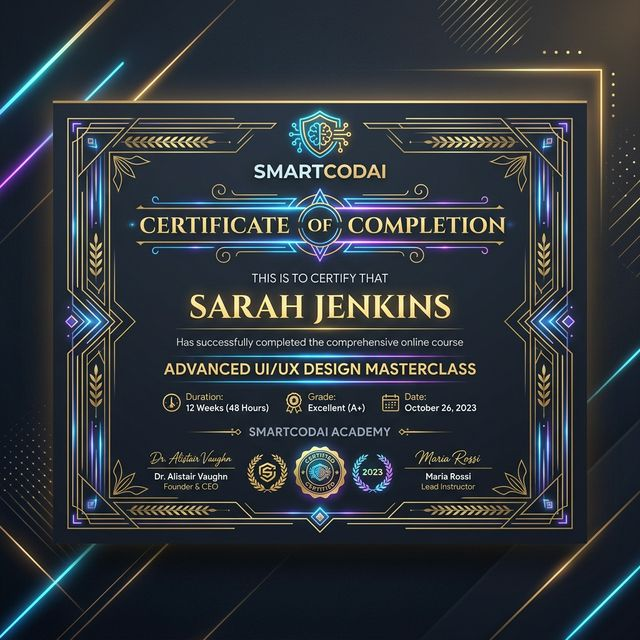 SMARTCODAI
CERTIFICATE OF COMPLETION
THIS IS TO CERTIFY THAT
SARAH JENKINS
Has successfully completed the comprehensive online course
ADVANCED UI/UX DESIGN MASTERCLASS
Duration:
12 Weeks (48 Hours)
Grade:
Excellent (A+)
Date:
October 26, 2023
SMARTCODAI ACADEMY
Dr. Alistair Vaughn
Dr. Alistair Vaughn
Founder & CEO
S
CERTIFIED
CERTIFIED
2023
Maria Rossi
Maria Rossi
Lead Instructor